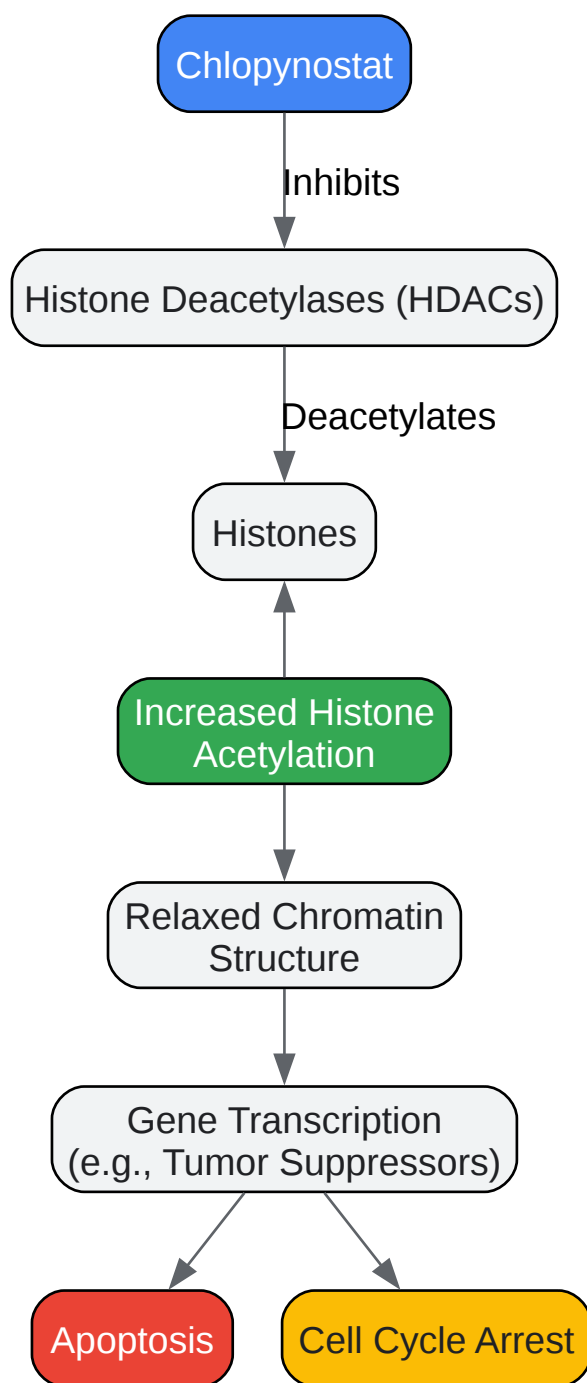 Chlopynostat
Inhibits
Histone Deacetylases (HDACs)
Deacetylates
Histones
Increased Histone
Acetylation
Relaxed Chromatin
Structure
Gene Transcription
(e.g., Tumor Suppressors)
Apoptosis
Cell Cycle Arrest